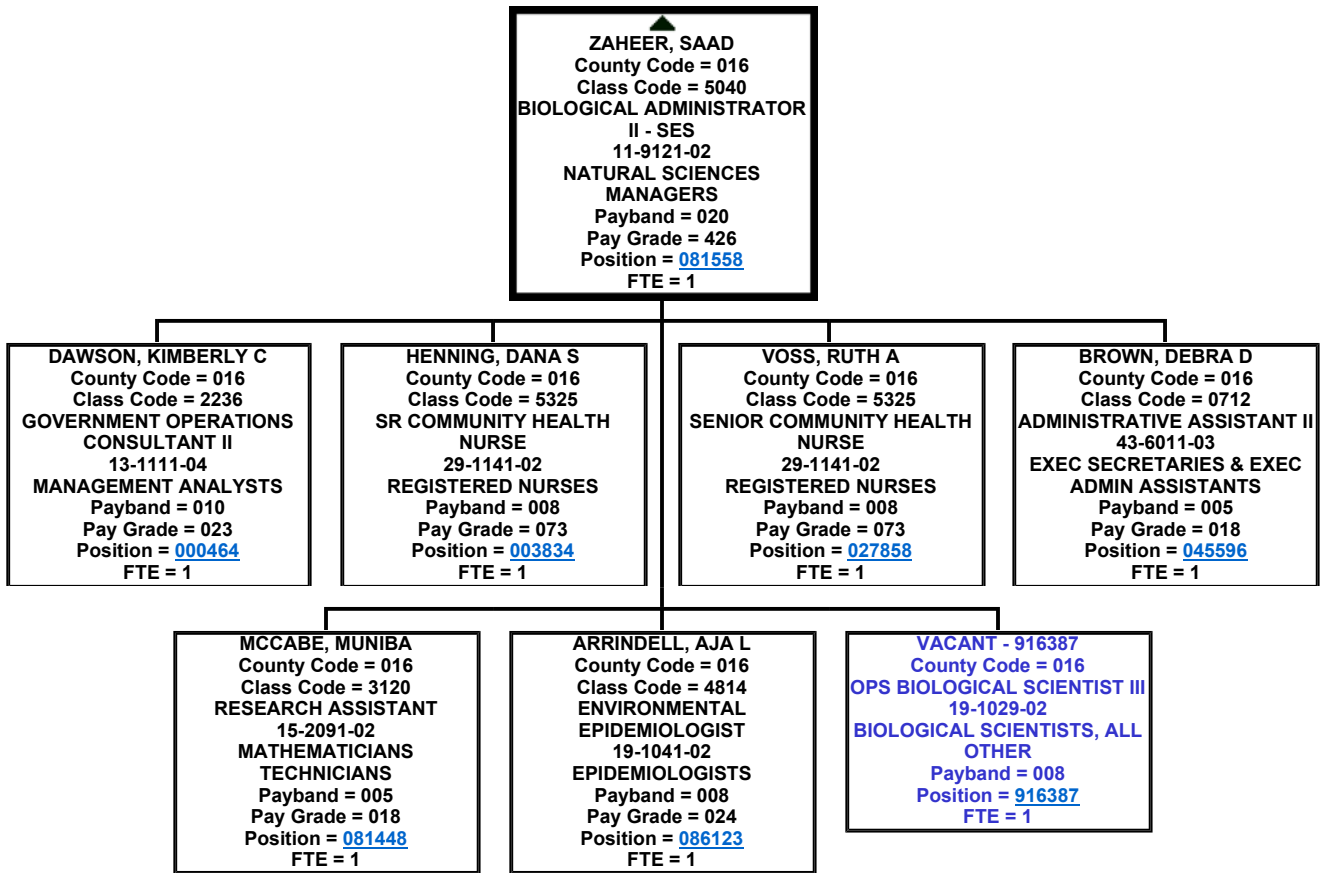 ZAHEER, SAAD
County Code = 016
Class Code = 5040
BIOLOGICAL ADMINISTRATOR
II - SES
11-9121-02
NATURAL SCIENCES
MANAGERS
Payband = 020
Pay Grade = 426
Position = 081558
FTE = 1
DAWSON, KIMBERLY C
County Code = 016
Class Code = 2236
GOVERNMENT OPERATIONS
CONSULTANT II
13-1111-04
MANAGEMENT ANALYSTS
Payband = 010
Pay Grade = 023
Position = 000464
FTE = 1
HENNING, DANA S
County Code = 016
Class Code = 5325
SR COMMUNITY HEALTH
NURSE
29-1141-02
REGISTERED NURSES
Payband = 008
Pay Grade = 073
Position = 003834
FTE = 1
VOSS, RUTH A
County Code = 016
Class Code = 5325
SENIOR COMMUNITY HEALTH
NURSE
29-1141-02
REGISTERED NURSES
Payband = 008
Pay Grade = 073
Position = 027858
FTE = 1
BROWN, DEBRA D
County Code = 016
Class Code = 0712
ADMINISTRATIVE ASSISTANT II
43-6011-03
EXEC SECRETARIES & EXEC
ADMIN ASSISTANTS
Payband = 005
Pay Grade = 018
Position = 045596
FTE = 1
MCCABE, MUNIBA
County Code = 016
Class Code = 3120
RESEARCH ASSISTANT
15-2091-02
MATHEMATICIANS
TECHNICIANS
Payband = 005
Pay Grade = 018
Position = 081448
FTE = 1
ARRINDELL, AJA L
County Code = 016
Class Code = 4814
ENVIRONMENTAL
EPIDEMIOLOGIST
19-1041-02
EPIDEMIOLOGISTS
Payband = 008
Pay Grade = 024
Position = 086123
FTE = 1
VACANT - 916387
County Code = 016
OPS BIOLOGICAL SCIENTIST III
19-1029-02
BIOLOGICAL SCIENTISTS, ALL
OTHER
Payband = 008
Position = 916387
FTE = 1